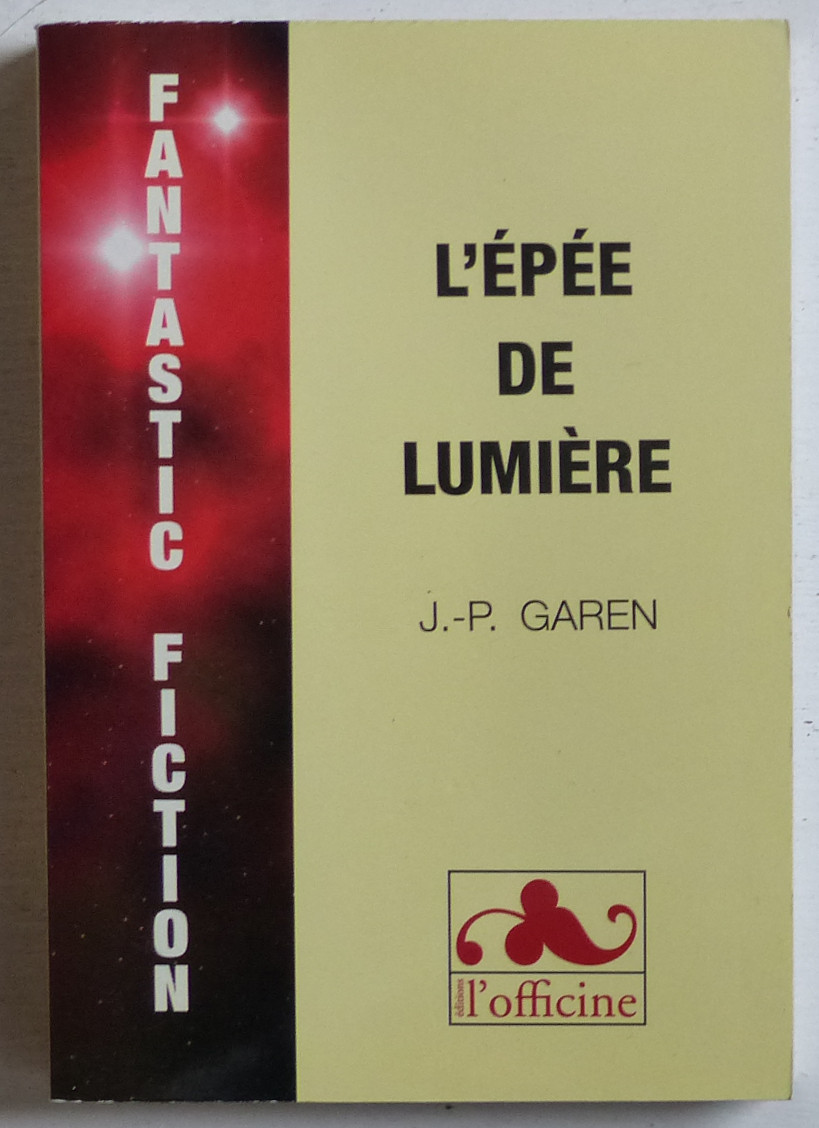 FANTASTIC FICTION
L'ÉPÉE
DE
LUMIÈRE
J.-P. GAREN
éditions
l'officine